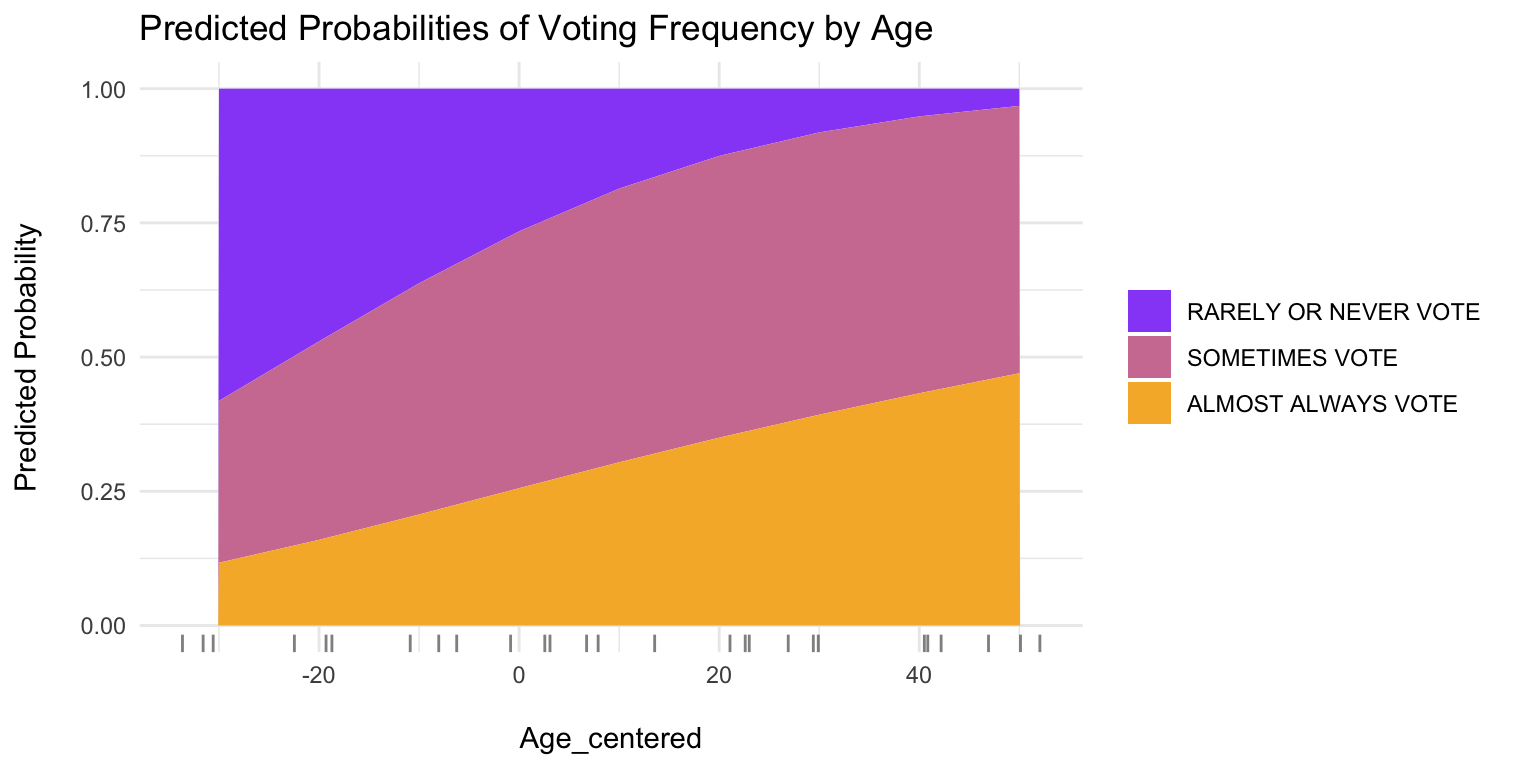 Predicted Probabilities of Voting Frequency by Age
1.00
0.75
0.50
0.25
0.00
Predicted Probability
-20
0
20
40
Age_centered
RARELY OR NEVER VOTE
SOMETIMES VOTE
ALMOST ALWAYS VOTE